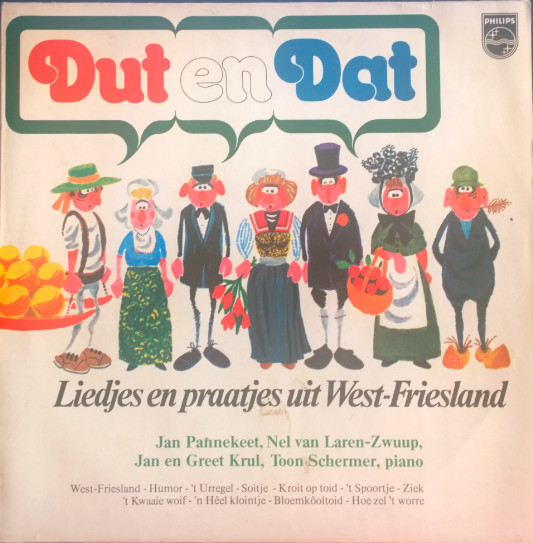 PHILIPS
Dut en Dat
Liedjes en praatjes uit West-Friesland
Jan Pannekeet, Nel van Laren-Zwuup,
Jan en Greet Krul, Toon Schermer, piano
West-Friesland - Humor - 't Urregel - Soitje - Kroit op toid - 't Spoortje - Ziek
't Kwaaie woif - 'n Hêel klointje - Bloemkôoltoid - Hoe zel 't worre